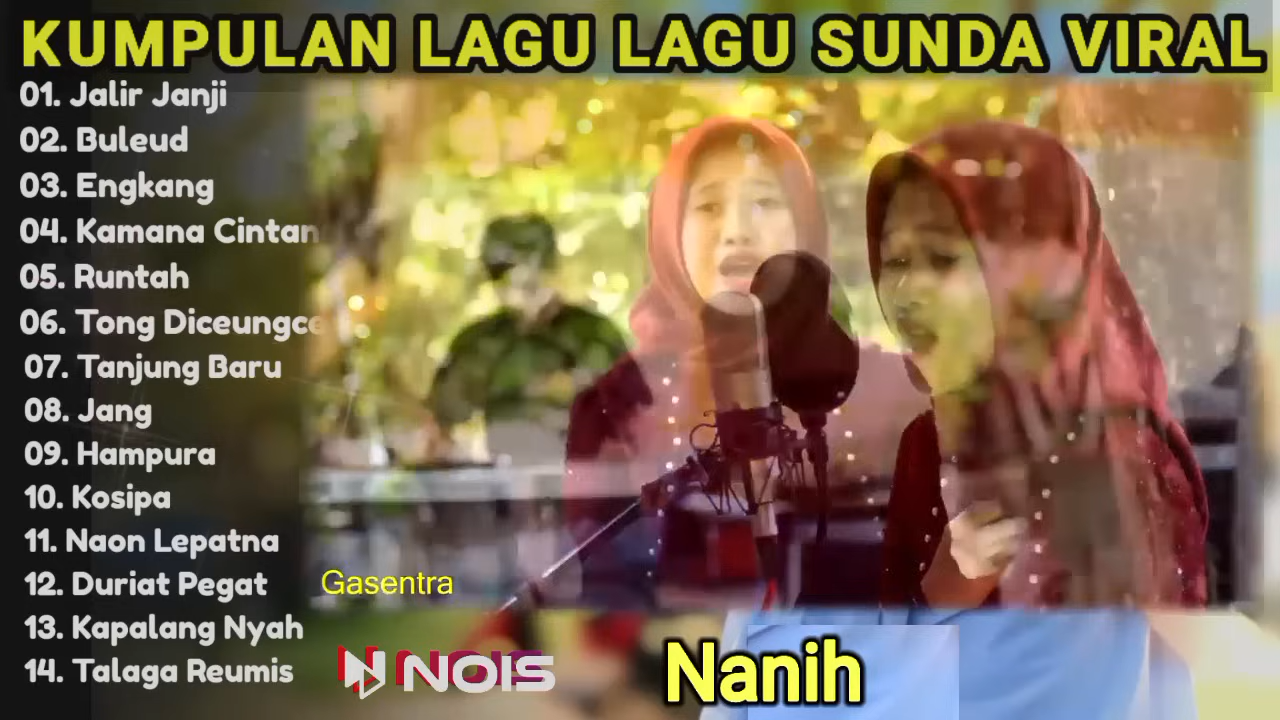 KUMPULAN LAGU LAGU SUNDA VIRAL
01. Jalir Janji
02. Buleud
03. Engkang
04. Kamana Cintan
05. Runtah
06. Tong Diceungce
07. Tanjung Baru
08. Jang
09. Hampura
10. Kosipa
11. Naon Lepatna
12. Duriat Pegat
13. Kapalang Nyah
14. Talaga Reumis
Gasentra
NOIS
Nanih